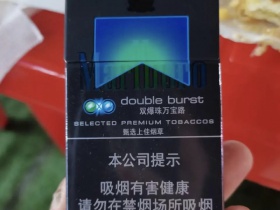 Marlboro
double burst
双爆珠万宝路
SELECTED PREMIUM TOBACCOS
甄选上佳烟草
本公司提示
吸烟有害健康
请勿在禁烟场所吸烟